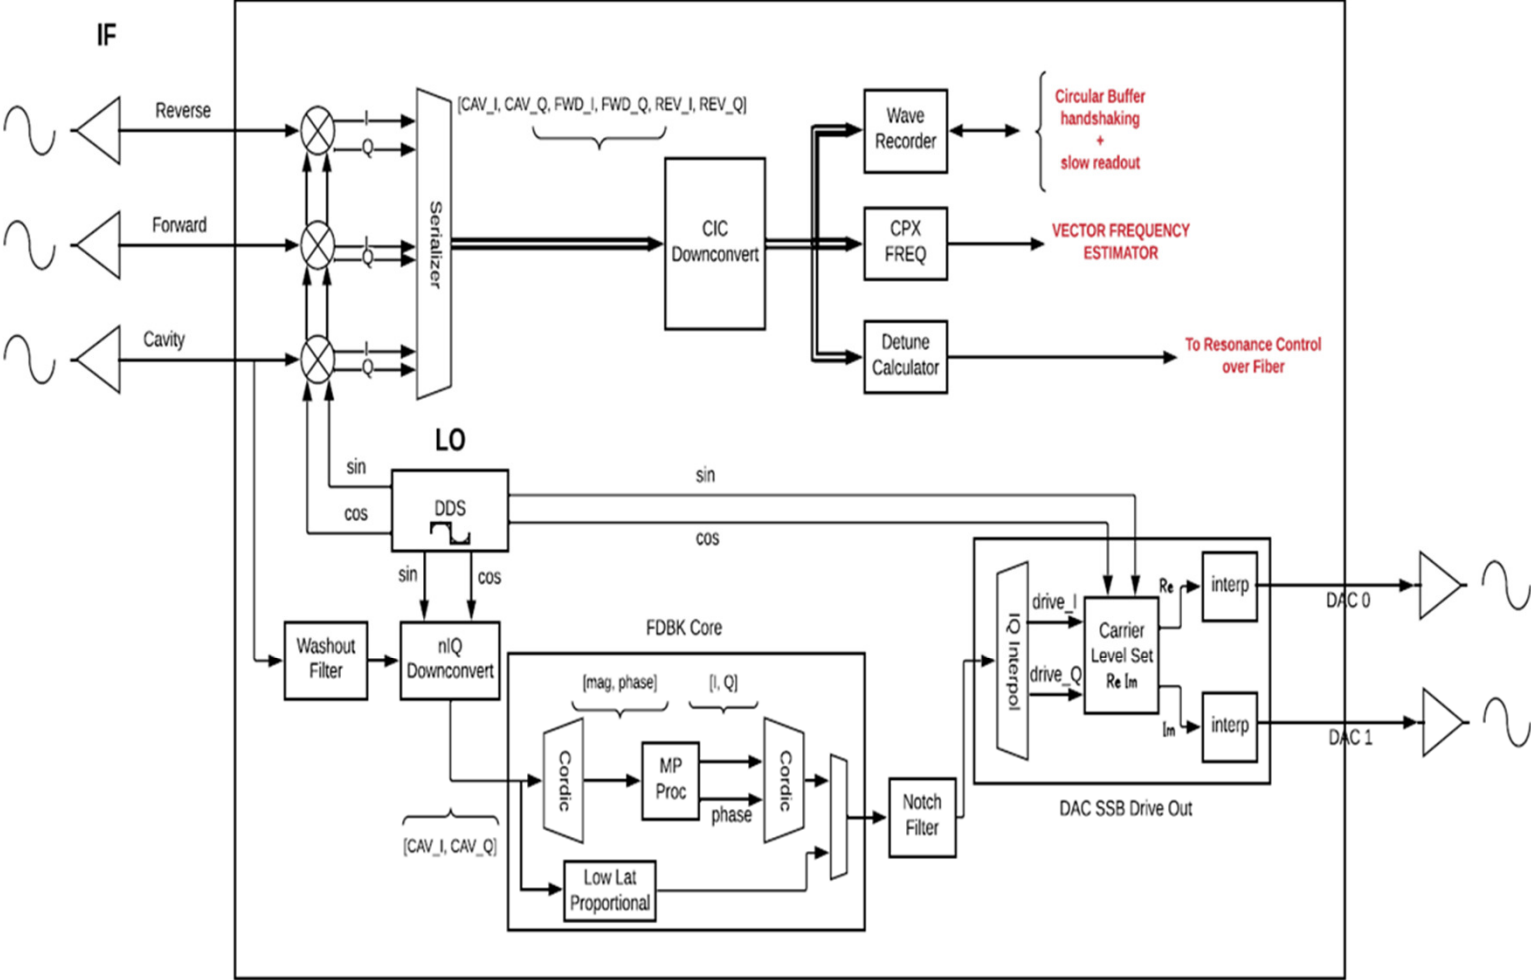 IF
Reverse
Forward
Cavity
I
Q
I
Q
I
Q
Serializer
[CAV_I, CAV_Q, FWD_I, FWD_Q, REV_I, REV_Q]
CIC
Downconvert
Wave
Recorder
Circular Buffer
handshaking
+
slow readout
CPX
FREQ
VECTOR FREQUENCY
ESTIMATOR
Detune
Calculator
To Resonance Control
over Fiber
LO
sin
cos
DDS
sin
cos
sin
cos
Washout
Filter
nIQ
Downconvert
[CAV_I, CAV_Q]
FDBK Core
[mag, phase]
[I, Q]
Cordic
MP
Proc
phase
Cordic
Low Lat
Proportional
Notch
Filter
IQ Interpol
drive_I
drive_Q
Carrier
Level Set
Re Im
Re
Im
interp
interp
DAC SSB Drive Out
DAC 0
DAC 1